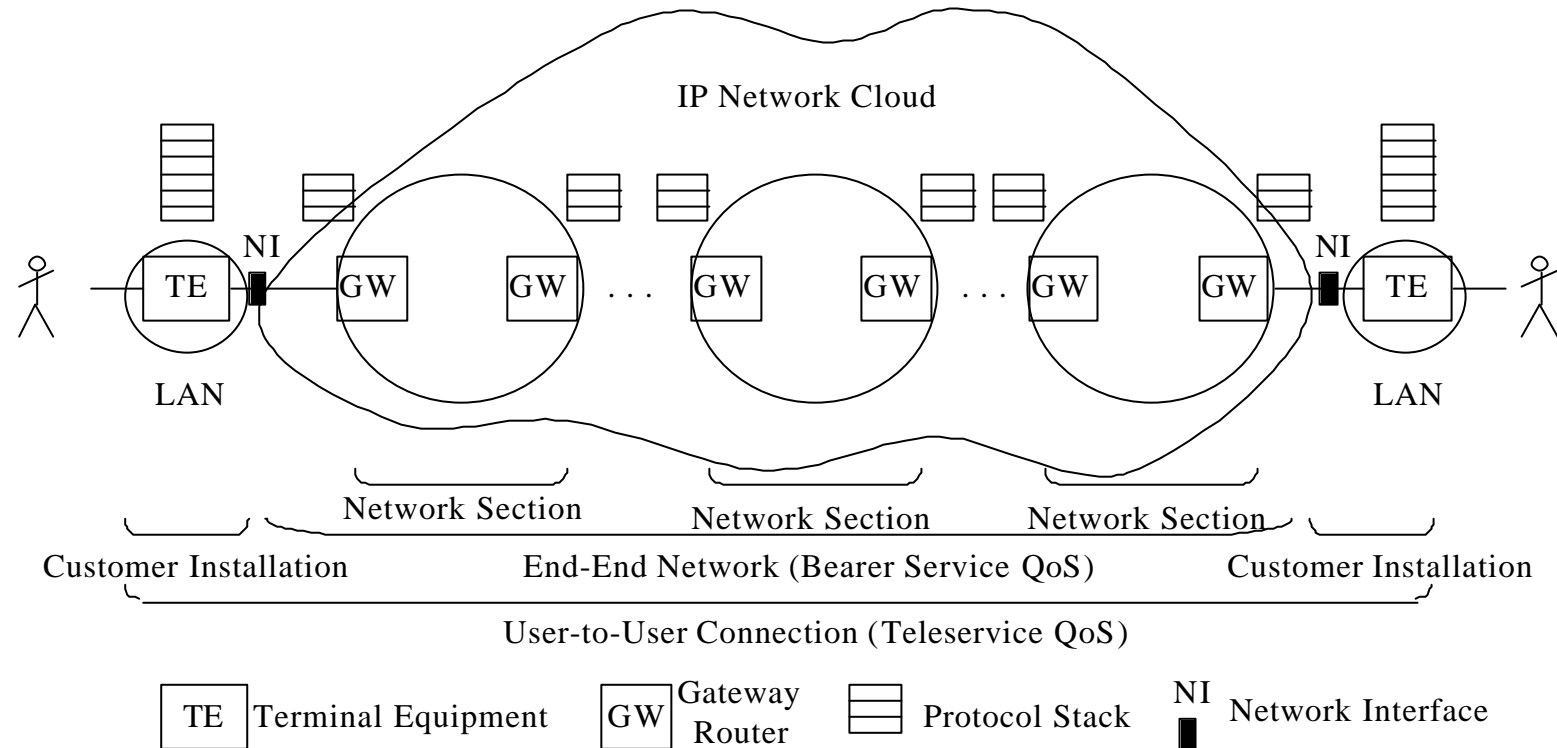 IP Network Cloud
NI NI
TE GW GW ... GW GW ... GW GW TE
LAN LAN
Network Section Network Section Network Section
Customer Installation End-End Network (Bearer Service QoS) Customer Installation
User-to-User Connection (Teleservice QoS)
TE Terminal Equipment GW Gateway Router Protocol Stack NI Network Interface